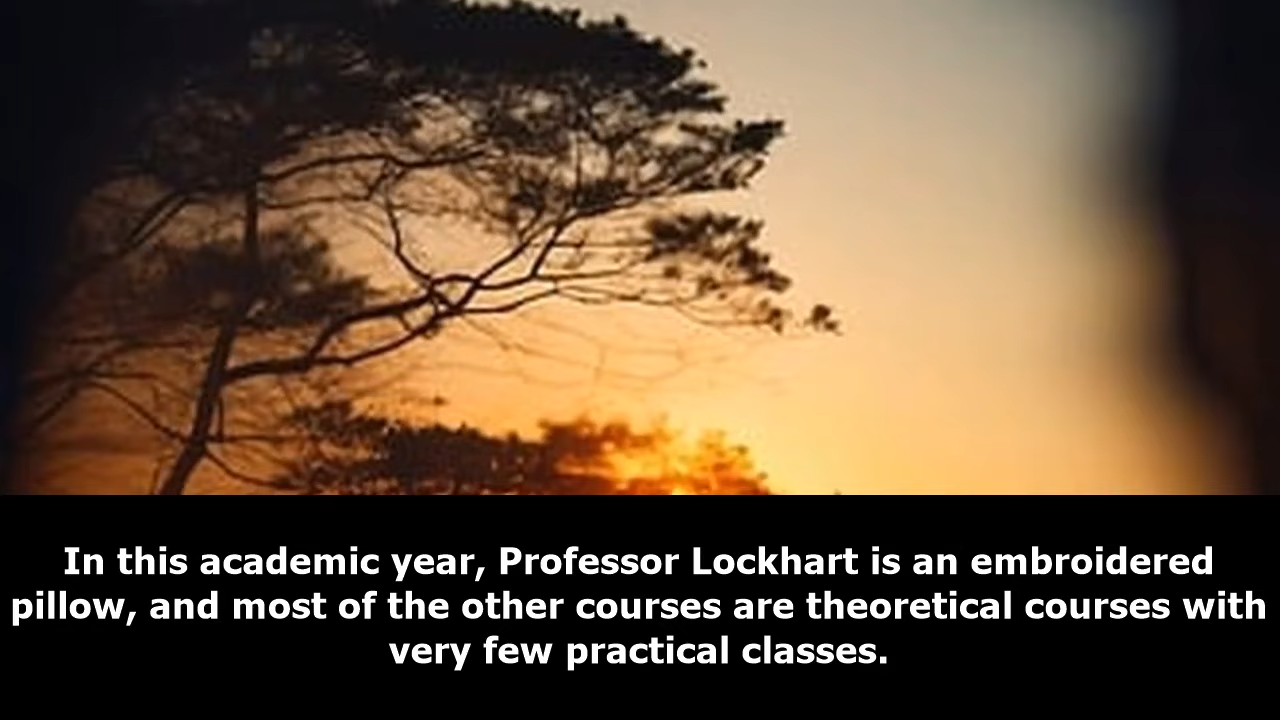 In this academic year, Professor Lockhart is an embroidered
pillow, and most of the other courses are theoretical courses with
very few practical classes.